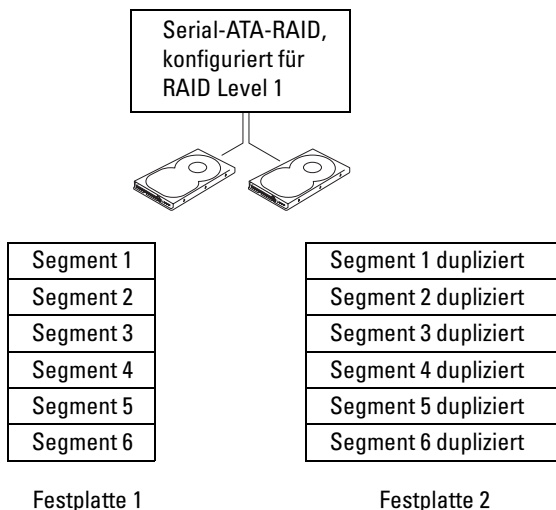 Serial-ATA-RAID,
konfiguriert für
RAID Level 1
Segment 1
Segment 1 dupliziert
Segment 2
Segment 2 dupliziert
Segment 3
Segment 3 dupliziert
Segment 4
Segment 4 dupliziert
Segment 5
Segment 5 dupliziert
Segment 6
Segment 6 dupliziert
Festplatte 1
Festplatte 2